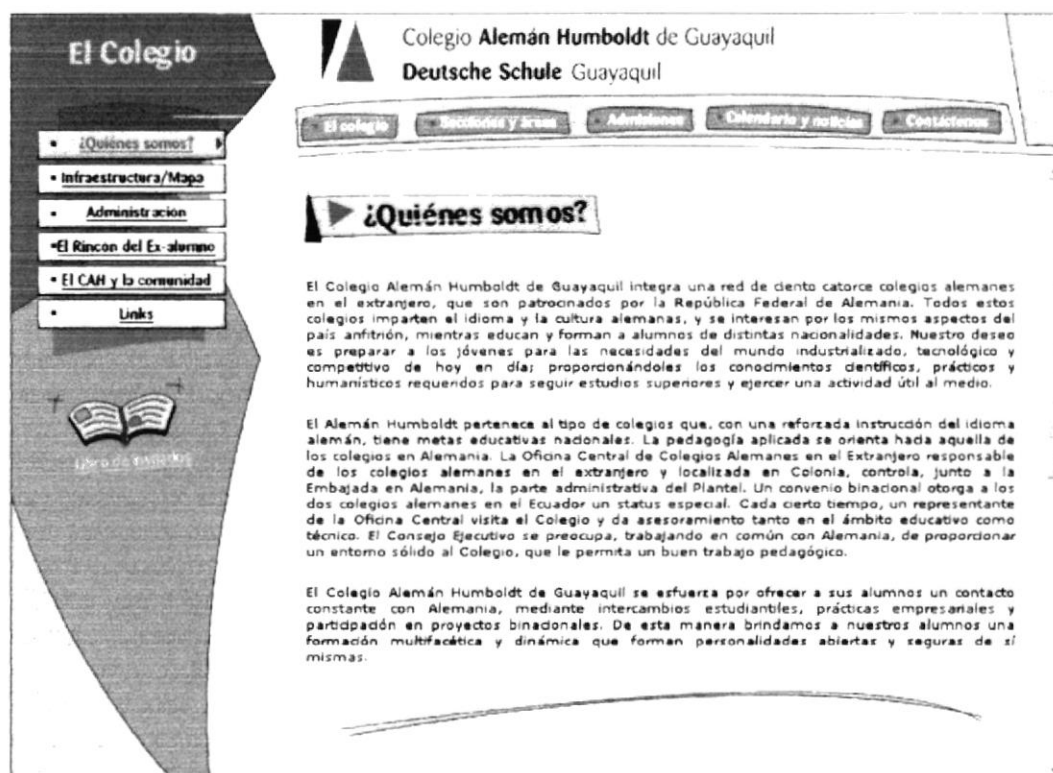 El Colegio
Colegio Alemán Humboldt de Guayaquil
Deutsche Schule Guayaquil
El colegio
Secciones y áreas
Admisiones
Calendario y noticias
Contáctenos
¿Quiénes somos?
Infraestructura/Mapa
Administración
El Rincón del Ex-alumno
El CAH y la comunidad
Links
Libro de
¿Quiénes somos?
El Colegio Alemán Humboldt de Guayaquil integra una red de ciento catorce colegios alemanes
en el extranjero, que son patrocinados por la República Federal de Alemania. Todos estos
colegios imparten el idioma y la cultura alemanas, y se interesan por los mismos aspectos del
país anfitrión, mientras educan y forman a alumnos de distintas nacionalidades. Nuestro deseo
es preparar a los jóvenes para las necesidades del mundo industrializado, tecnológico y
competitivo de hoy en día; proporcionándoles los conocimientos científicos, prácticos y
humanísticos requeridos para seguir estudios superiores y ejercer una actividad útil al medio.
El Alemán Humboldt pertenece al tipo de colegios que, con una reforzada instrucción del idioma
alemán, tiene metas educativas nacionales. La pedagogía aplicada se orienta hacia aquella de
los colegios en Alemania. La Oficina Central de Colegios Alemanes en el Extranjero responsable
de los colegios alemanes en el extranjero y localizada en Colonia, controla, junto a la
Embajada en Alemania, la parte administrativa del Plantel. Un convenio binacional otorga a los
dos colegios alemanes en el Ecuador un status especial. Cada cierto tiempo, un representante
de la Oficina Central visita el Colegio y da asesoramiento tanto en el ámbito educativo como
técnico. El Consejo Ejecutivo se preocupa, trabajando en común con Alemania, de proporcionar
un entorno sólido al Colegio, que le permita un buen trabajo pedagógico.
El Colegio Alemán Humboldt de Guayaquil se esfuerza por ofrecer a sus alumnos un contacto
constante con Alemania, mediante intercambios estudiantiles, prácticas empresariales y
participación en proyectos binacionales. De esta manera brindamos a nuestros alumnos una
formación multifacética y dinámica que forman personalidades abiertas y seguras de sí
mismas.